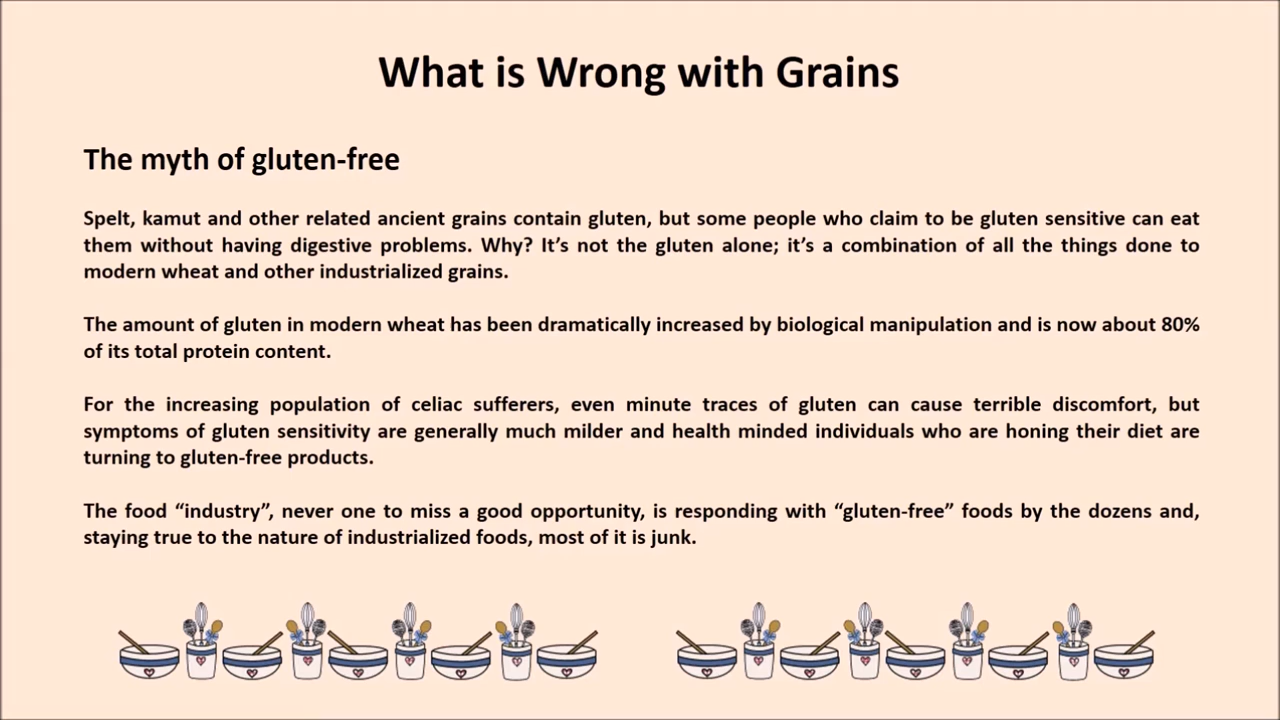 What is Wrong with Grains
The myth of gluten-free
Spelt, kamut and other related ancient grains contain gluten, but some people who claim to be gluten sensitive can eat
them without having digestive problems. Why? It’s not the gluten alone; it’s a combination of all the things done to
modern wheat and other industrialized grains.
The amount of gluten in modern wheat has been dramatically increased by biological manipulation and is now about 80%
of its total protein content.
For the increasing population of celiac sufferers, even minute traces of gluten can cause terrible discomfort, but
symptoms of gluten sensitivity are generally much milder and health minded individuals who are honing their diet are
turning to gluten-free products.
The food “industry”, never one to miss a good opportunity, is responding with “gluten-free” foods by the dozens and,
staying true to the nature of industrialized foods, most of it is junk.